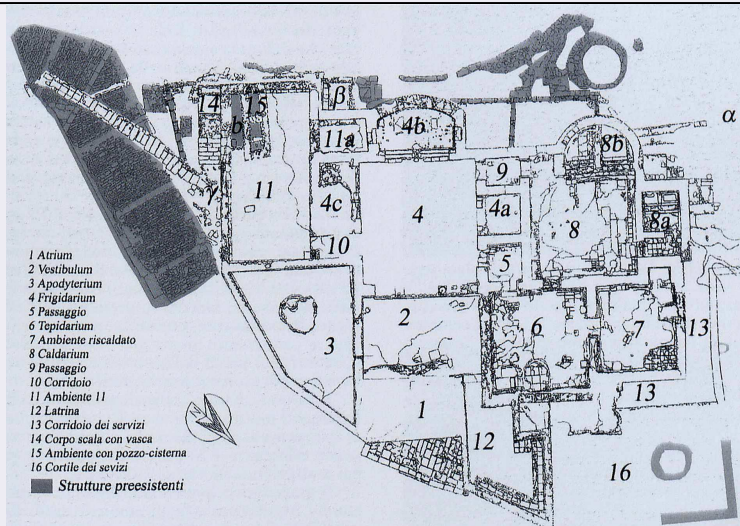 14
b
15
β
11a
4b
8b
α
γ
11
4c
9
4a
8a
4
8
10
5
1 Atrium
2 Vestibulum
3 Apodyterium
4 Frigidarium
5 Passaggio
6 Tepidarium
7 Ambiente riscaldato
8 Caldarium
9 Passaggio
10 Corridoio
11 Ambiente 11
12 Latrina
13 Corridoio dei servizi
14 Corpo scala con vasca
15 Ambiente con pozzo-cisterna
16 Cortile dei sevizi
Strutture preesistenti
3
2
6
7
13
13
1
12
16
N